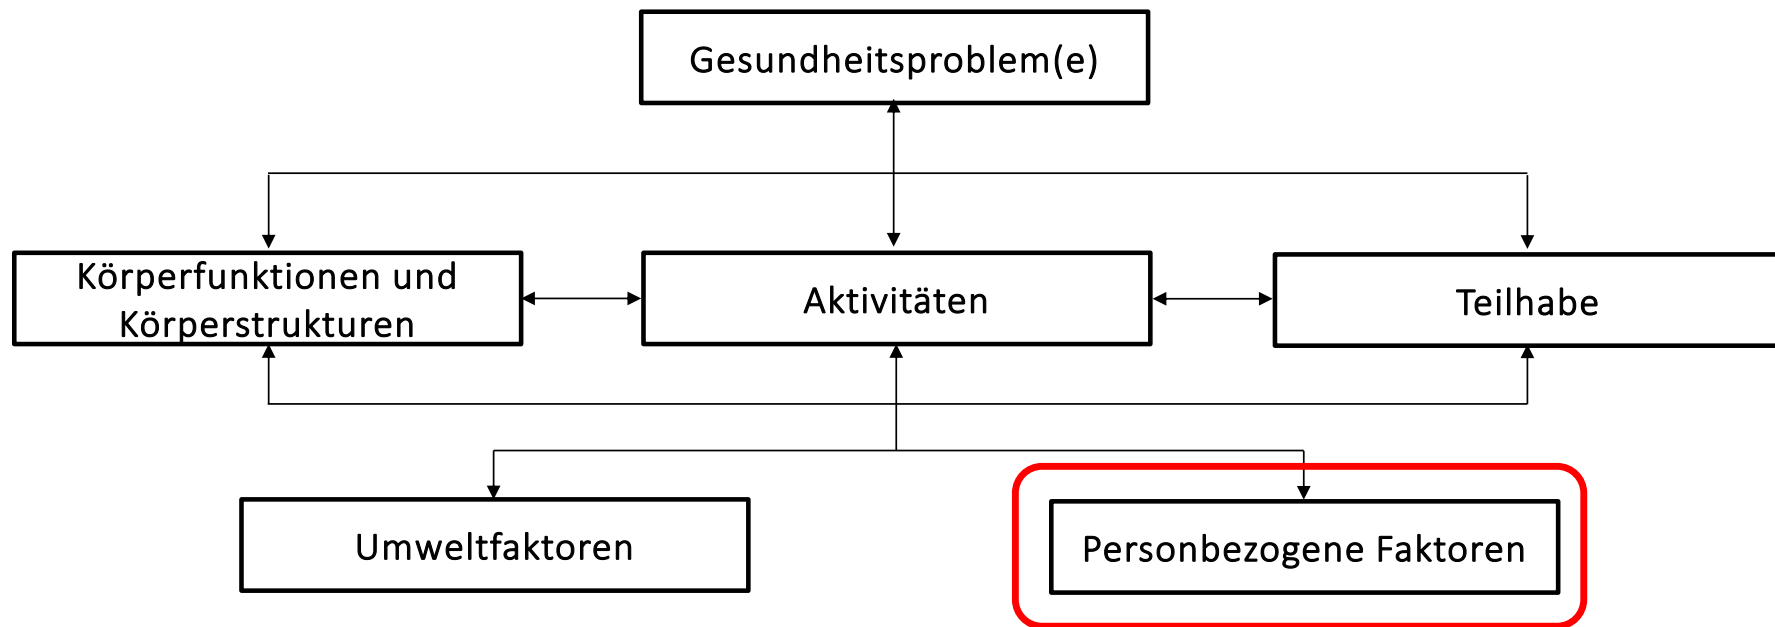 Gesundheitsproblem(e)
Körperfunktionen und
Körperstrukturen
Aktivitäten
Teilhabe
Umweltfaktoren
Personbezogene Faktoren